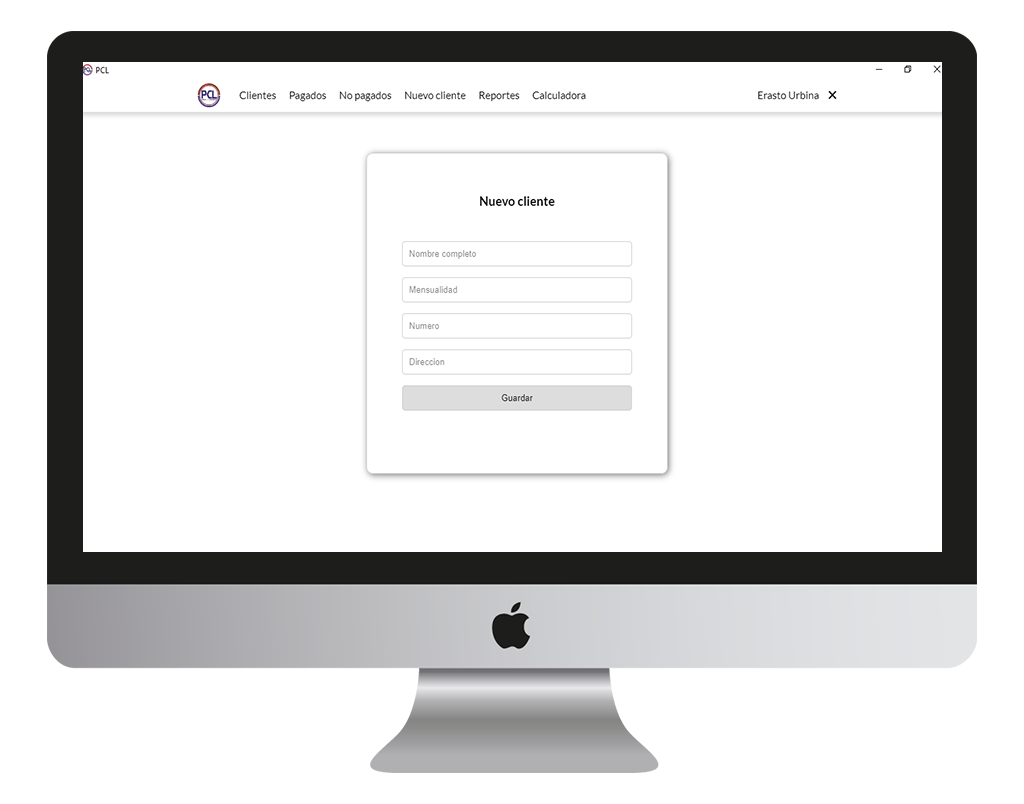 PCL
PCL Clientes Pagados No pagados Nuevo cliente Reportes Calculadora Erasto Urbina
Nuevo cliente
Nombre completo
Mensualidad
Numero
Direccion
Guardar